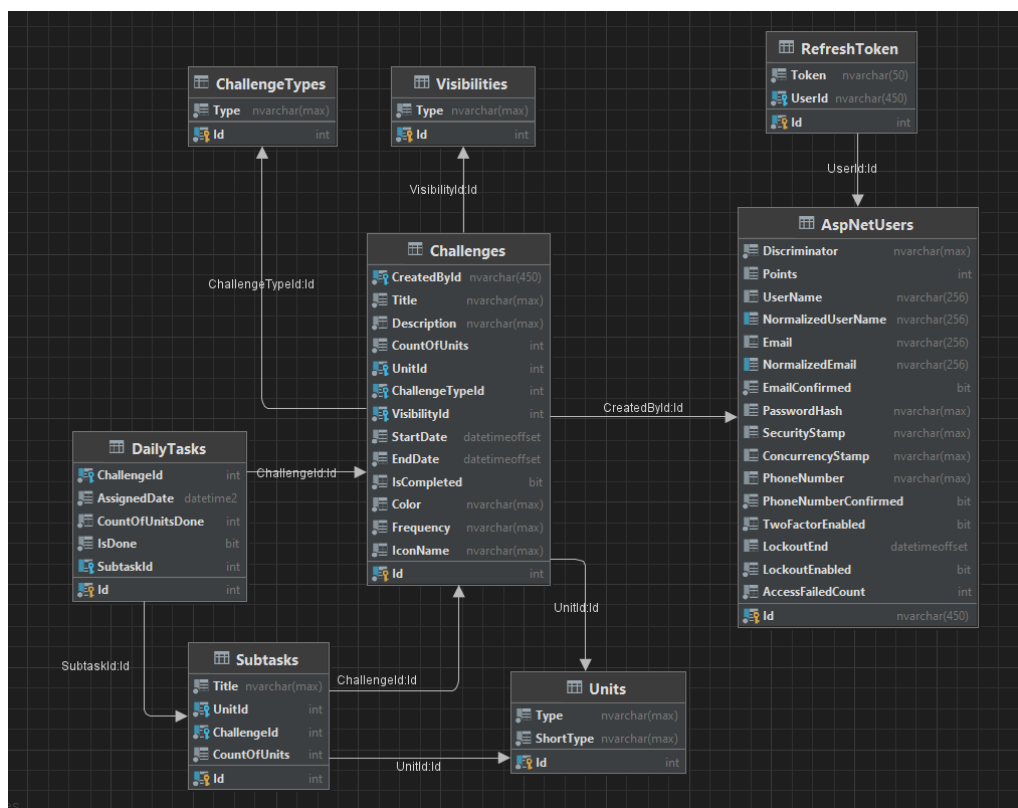 RefreshToken
Token nvarchar(50)
UserId nvarchar(450)
Id int
ChallengeTypes
Type nvarchar(max)
Id int
Visibilities
Type nvarchar(max)
Id int
UserId:Id
VisibilityId:Id
AspNetUsers
Discriminator nvarchar(max)
Points int
UserName nvarchar(256)
NormalizedUserName nvarchar(256)
Email nvarchar(256)
NormalizedEmail nvarchar(256)
EmailConfirmed bit
PasswordHash nvarchar(max)
SecurityStamp nvarchar(max)
ConcurrencyStamp nvarchar(max)
PhoneNumber nvarchar(max)
PhoneNumberConfirmed bit
TwoFactorEnabled bit
LockoutEnd datetimeoffset
LockoutEnabled bit
AccessFailedCount int
Id nvarchar(450)
Challenges
CreatedById nvarchar(450)
Title nvarchar(max)
Description nvarchar(max)
CountOfUnits int
UnitId int
ChallengeTypeId int
VisibilityId int
StartDate datetimeoffset
EndDate datetimeoffset
IsCompleted bit
Color nvarchar(max)
Frequency nvarchar(max)
IconName nvarchar(max)
Id int
ChallengeTypeId:Id
CreatedById:Id
DailyTasks
ChallengeId int
AssignedDate datetime2
CountOfUnitsDone int
IsDone bit
SubtaskId int
Id int
ChallengeId:Id
UnitId:Id
SubtaskId:Id
Subtasks
Title nvarchar(max)
UnitId int
ChallengeId int
CountOfUnits int
Id int
ChallengeId:Id
UnitId:Id
Units
Type nvarchar(max)
ShortType nvarchar(max)
Id int